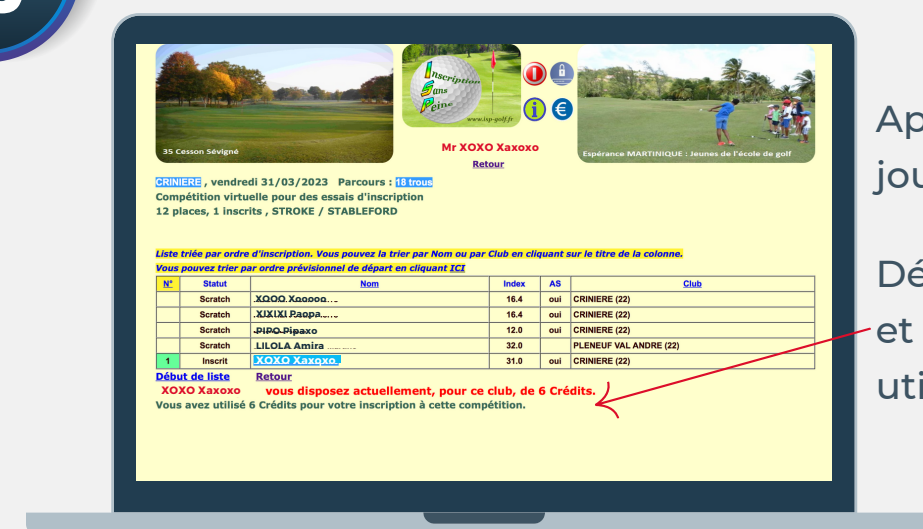 Inscription
Sans
Peine
www.isp-golf.fr
35 Cesson Sévigné
Mr XOXO Xaxoxo
Retour
Espérance MARTINIQUE : Jeunes de l'école de golf
CRINIERE , vendredi 31/03/2023 Parcours : 18 trous
Compétition virtuelle pour des essais d'inscription
12 places, 1 inscrits , STROKE / STABLEFORD
Liste triée par ordre d'inscription. Vous pouvez la trier par Nom ou par Club en cliquant sur le titre de la colonne.
Vous pouvez trier par ordre prévisionnel de départ en cliquant ICI
N° Statut Nom Index AS Club
Scratch XOOO Xooooo 16.4 oui CRINIERE (22)
Scratch XIXIXI Paopa 16.4 oui CRINIERE (22)
Scratch PIPO Pipaxo 12.0 oui CRINIERE (22)
Scratch LILOLA Amira 32.0 PLENEUF VAL ANDRE (22)
1 Inscrit XOXO Xaxoxo 31.0 oui CRINIERE (22)
Début de liste Retour
XOXO Xaxoxo vous disposez actuellement, pour ce club, de 6 Crédits.
Vous avez utilisé 6 Crédits pour votre inscription à cette compétition.
Ap
jou
Dé
et
uti